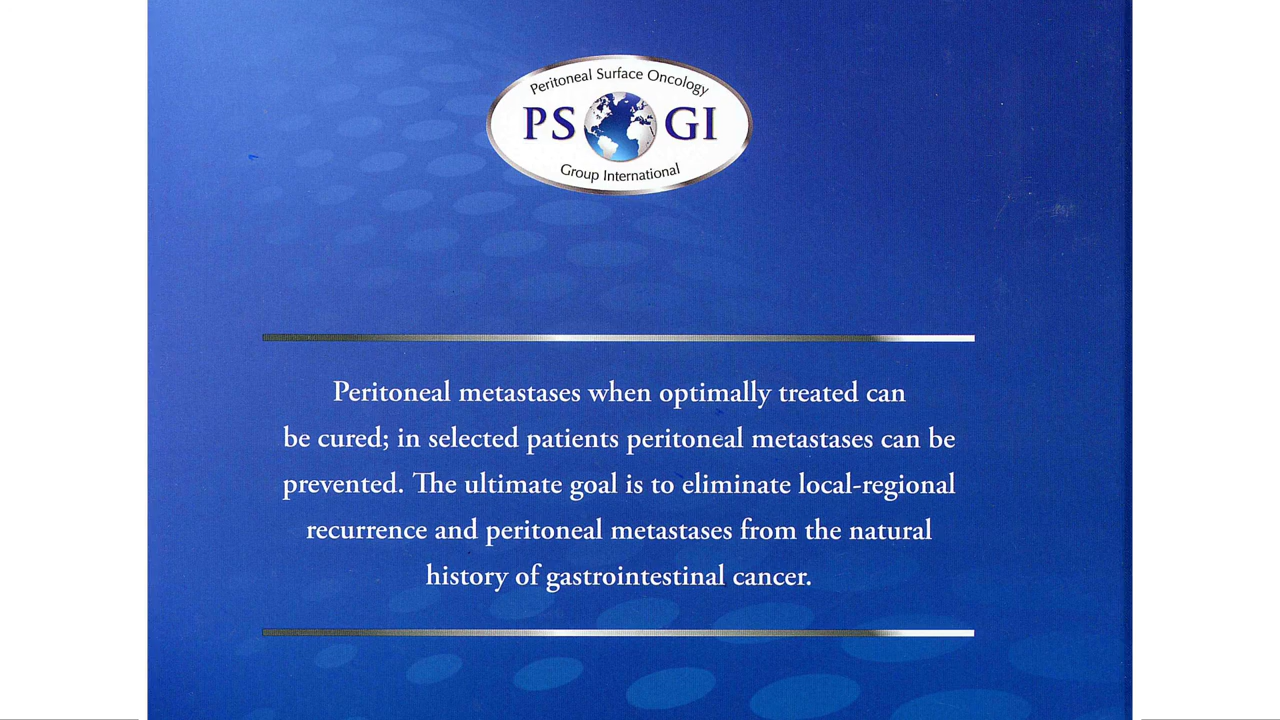 Peritoneal Surface Oncology
PS GI
Group International
Peritoneal metastases when optimally treated can
be cured; in selected patients peritoneal metastases can be
prevented. The ultimate goal is to eliminate local-regional
recurrence and peritoneal metastases from the natural
history of gastrointestinal cancer.